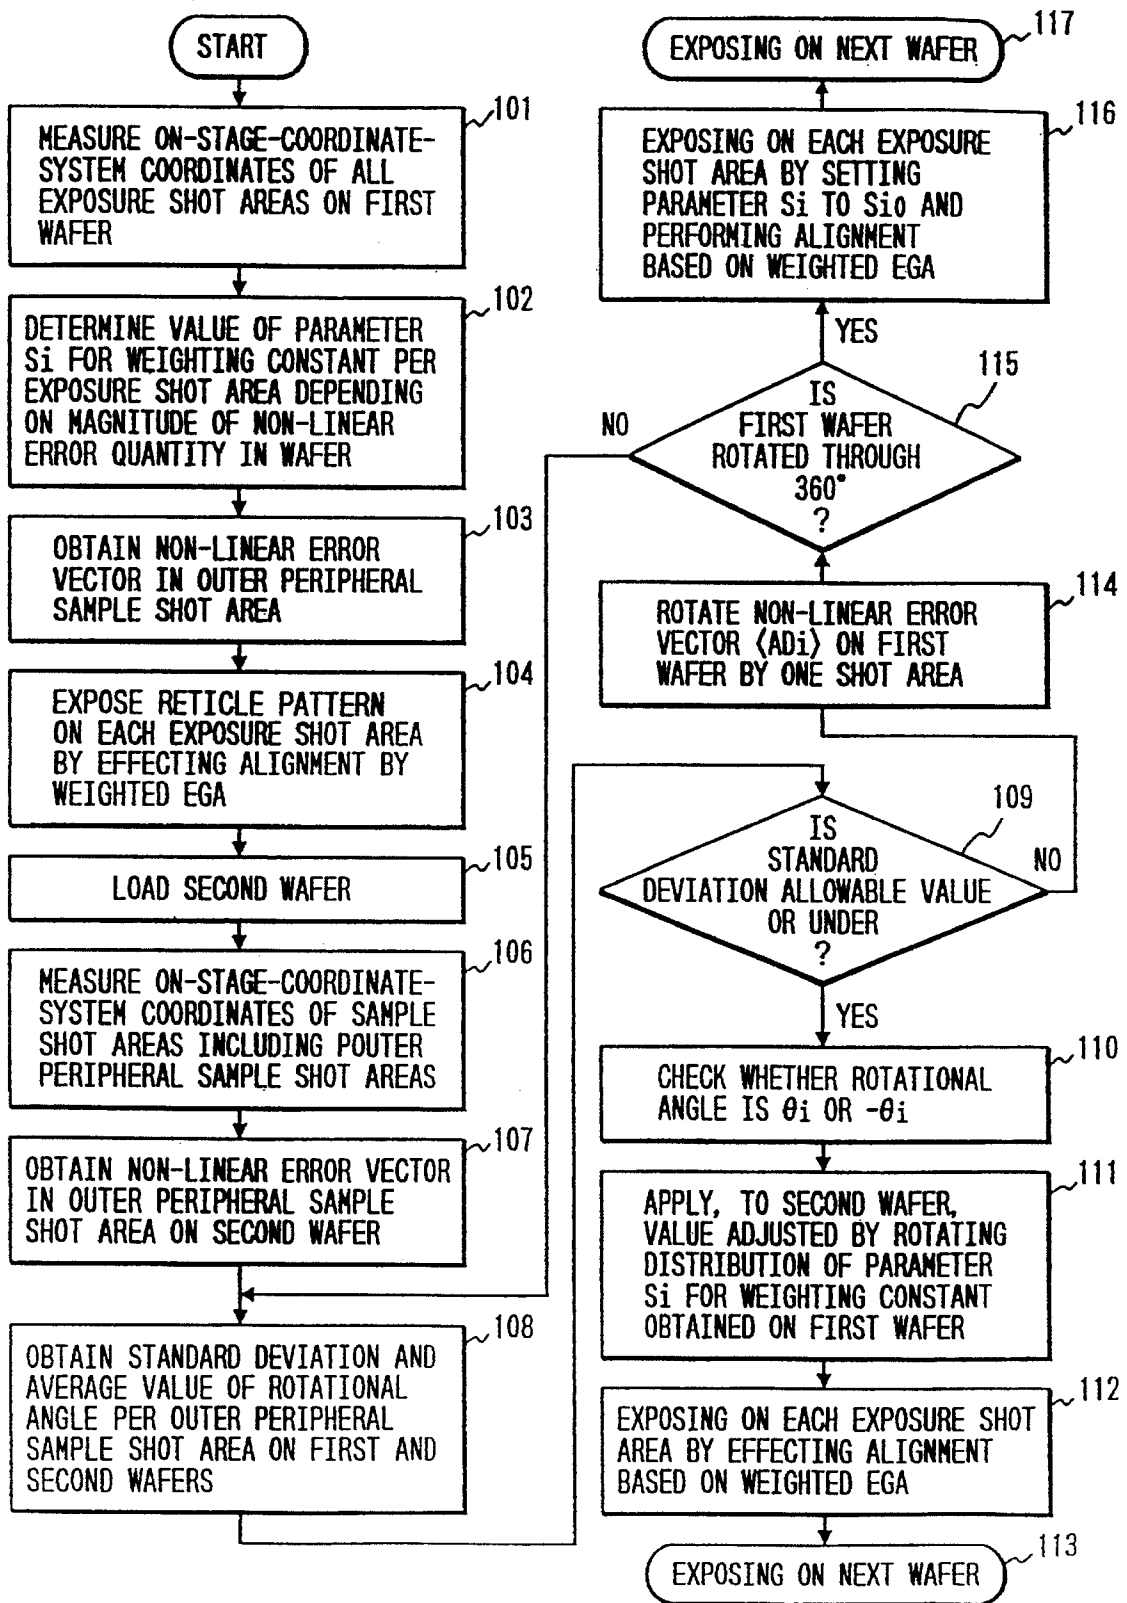 START
101
MEASURE ON-STAGE-COORDINATE-
SYSTEM COORDINATES OF ALL
EXPOSURE SHOT AREAS ON FIRST
WAFER
102
DETERMINE VALUE OF PARAMETER
Si FOR WEIGHTING CONSTANT PER
EXPOSURE SHOT AREA DEPENDING
ON MAGNITUDE OF NON-LINEAR
ERROR QUANTITY IN WAFER
103
OBTAIN NON-LINEAR ERROR
VECTOR IN OUTER PERIPHERAL
SAMPLE SHOT AREA
104
EXPOSE RETICLE PATTERN
ON EACH EXPOSURE SHOT AREA
BY EFFECTING ALIGNMENT BY
WEIGHTED EGA
105
LOAD SECOND WAFER
106
MEASURE ON-STAGE-COORDINATE-
SYSTEM COORDINATES OF SAMPLE
SHOT AREAS INCLUDING POUTER
PERIPHERAL SAMPLE SHOT AREAS
107
OBTAIN NON-LINEAR ERROR VECTOR
IN OUTER PERIPHERAL SAMPLE
SHOT AREA ON SECOND WAFER
108
OBTAIN STANDARD DEVIATION AND
AVERAGE VALUE OF ROTATIONAL
ANGLE PER OUTER PERIPHERAL
SAMPLE SHOT AREA ON FIRST AND
SECOND WAFERS
117
EXPOSING ON NEXT WAFER
116
EXPOSING ON EACH EXPOSURE
SHOT AREA BY SETTING
PARAMETER Si TO Si0 AND
PERFORMING ALIGNMENT
BASED ON WEIGHTED EGA
YES
115
NO
IS
FIRST WAFER
ROTATED THROUGH
360°
?
114
ROTATE NON-LINEAR ERROR
VECTOR ⟨ADi⟩ ON FIRST
WAFER BY ONE SHOT AREA
109
NO
IS
STANDARD
DEVIATION ALLOWABLE VALUE
OR UNDER
?
YES
110
CHECK WHETHER ROTATIONAL
ANGLE IS θi OR -θi
111
APPLY, TO SECOND WAFER,
VALUE ADJUSTED BY ROTATING
DISTRIBUTION OF PARAMETER
Si FOR WEIGHTING CONSTANT
OBTAINED ON FIRST WAFER
112
EXPOSING ON EACH EXPOSURE SHOT
AREA BY EFFECTING ALIGNMENT
BASED ON WEIGHTED EGA
113
EXPOSING ON NEXT WAFER